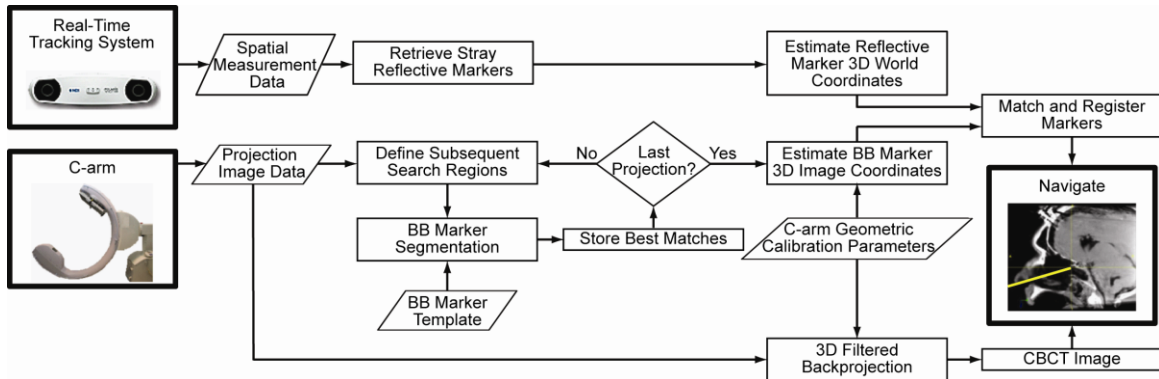 Real-Time
Tracking System
Spatial
Measurement
Data
Retrieve Stray
Reflective Markers
Estimate Reflective
Marker 3D World
Coordinates
Match and Register
Markers
C-arm
Projection
Image Data
Define Subsequent
Search Regions
No
Last
Projection?
Yes
Estimate BB Marker
3D Image Coordinates
Navigate
BB Marker
Segmentation
Store Best Matches
C-arm Geometric
Calibration Parameters
BB Marker
Template
3D Filtered
Backprojection
CBCT Image